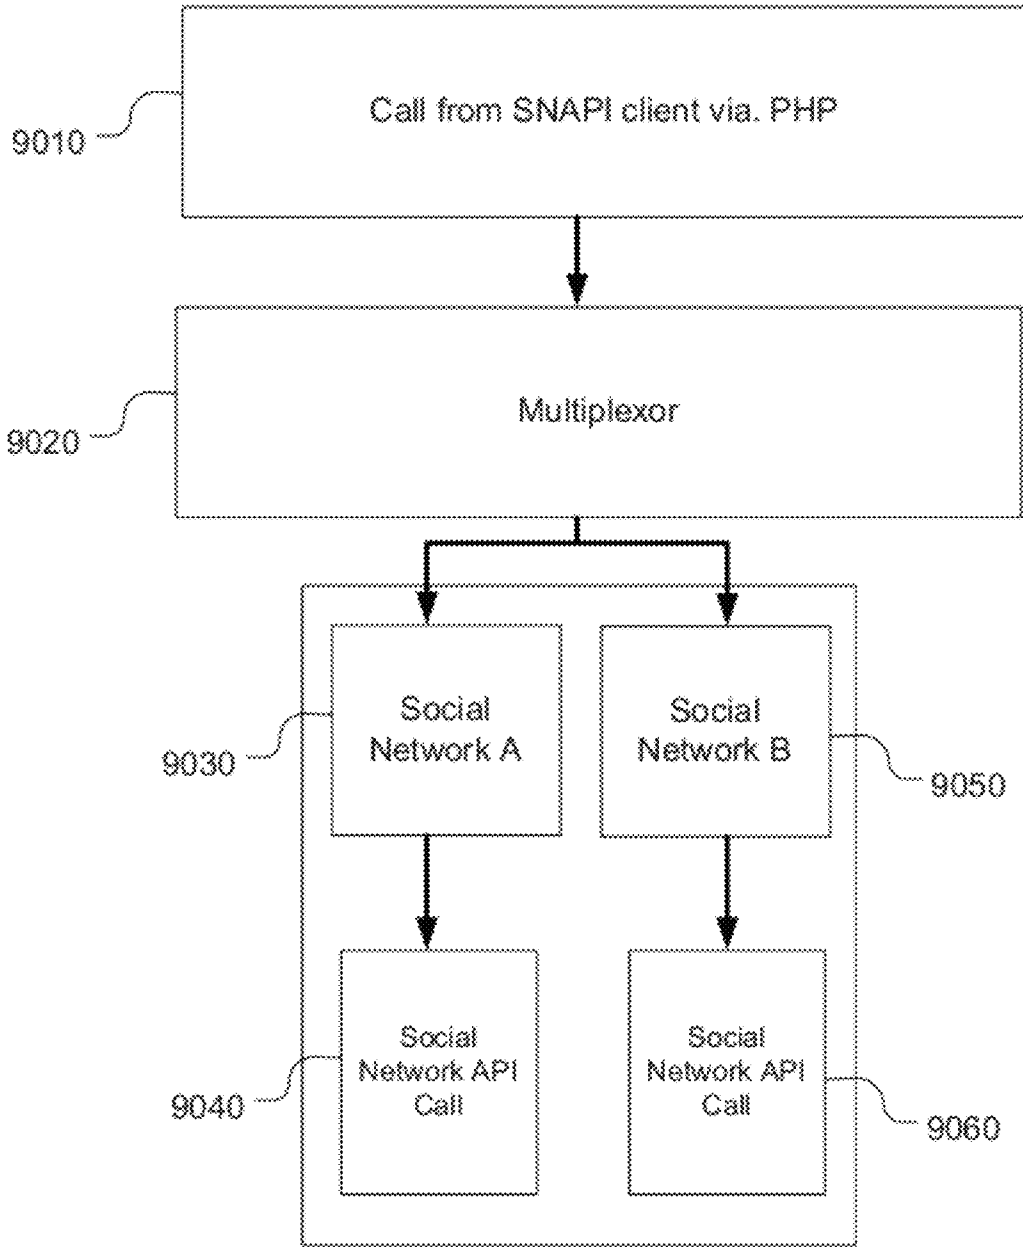 Call from SNAPI client via. PHP
9010
Multiplexor
9020
Social
Network A
9030
Social
Network B
9050
Social
Network API
Call
9040
Social
Network API
Call
9060